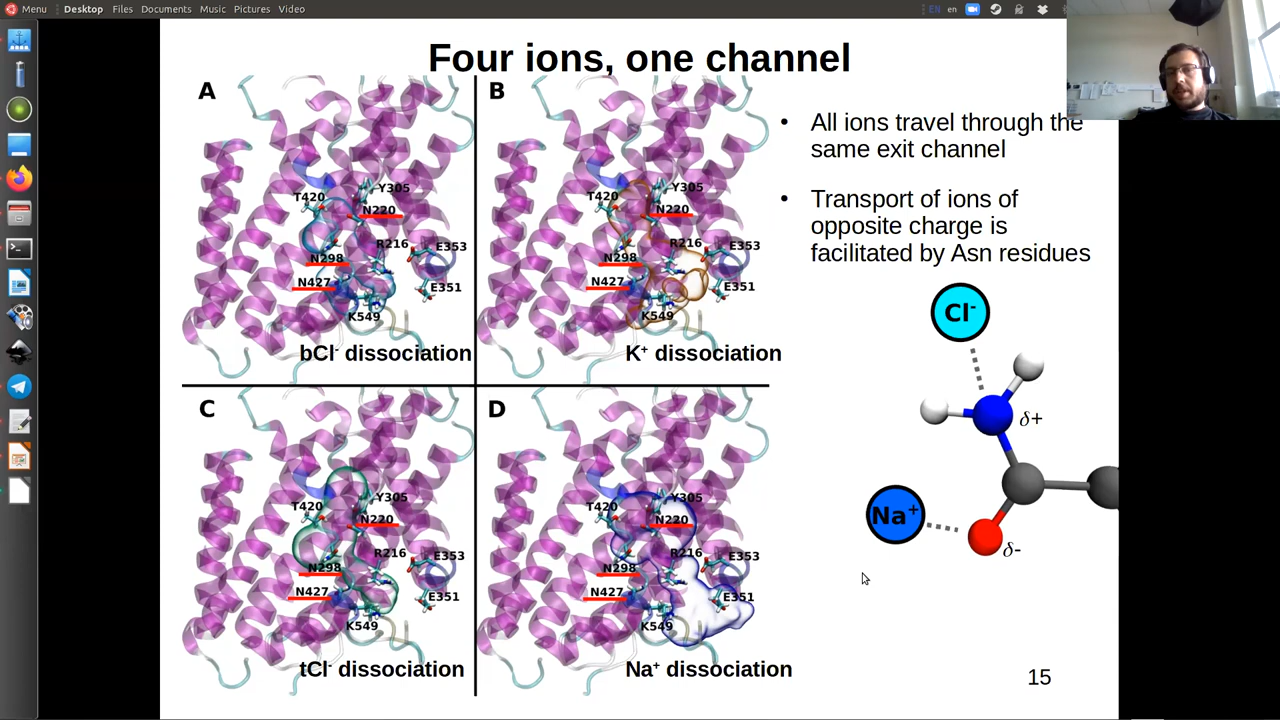 Menu Desktop Files Documents Music Pictures Video
EN en
Four ions, one channel
A
T420
Y305
N220
R216
E353
N298
N427
E351
K549
bCl- dissociation
B
T420
Y305
N220
R216
E353
N298
N427
E351
K549
K+ dissociation
C
T420
Y305
N220
R216
E353
N298
N427
E351
K549
tCl- dissociation
D
T420
Y305
N220
R216
E353
N298
N427
E351
K549
Na+ dissociation
• All ions travel through the
same exit channel
• Transport of ions of
opposite charge is
facilitated by Asn residues
Cl-
δ+
Na+
δ-
15